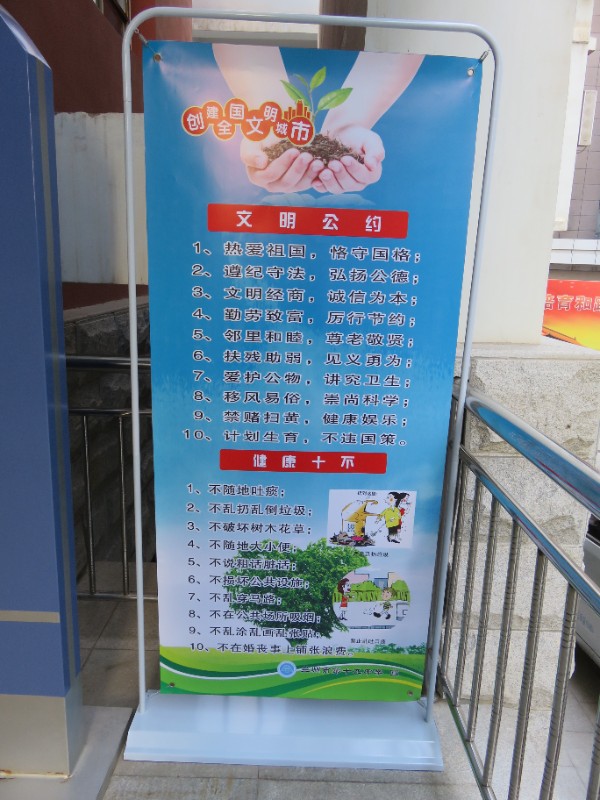 创建全国文明城市
文明公约
1、热爱祖国，恪守国格；
2、遵纪守法，弘扬公德；
3、文明经商，诚信为本；
4、勤劳致富，厉行节约；
5、邻里和睦，尊老敬贤；
6、扶残助弱，见义勇为；
7、爱护公物，讲究卫生；
8、移风易俗，崇尚科学；
9、禁赌扫黄，健康娱乐；
10、计划生育，不违国策。
健康十不
1、不随地吐痰；
2、不乱扔乱倒垃圾；
3、不破坏树木花草；
4、不随地大小便；
5、不说粗话脏话；
6、不损坏公共设施；
7、不乱穿马路；
8、不在公共场所吸烟；
9、不乱涂乱画乱张贴；
10、不在婚丧事上铺张浪费。
培育和